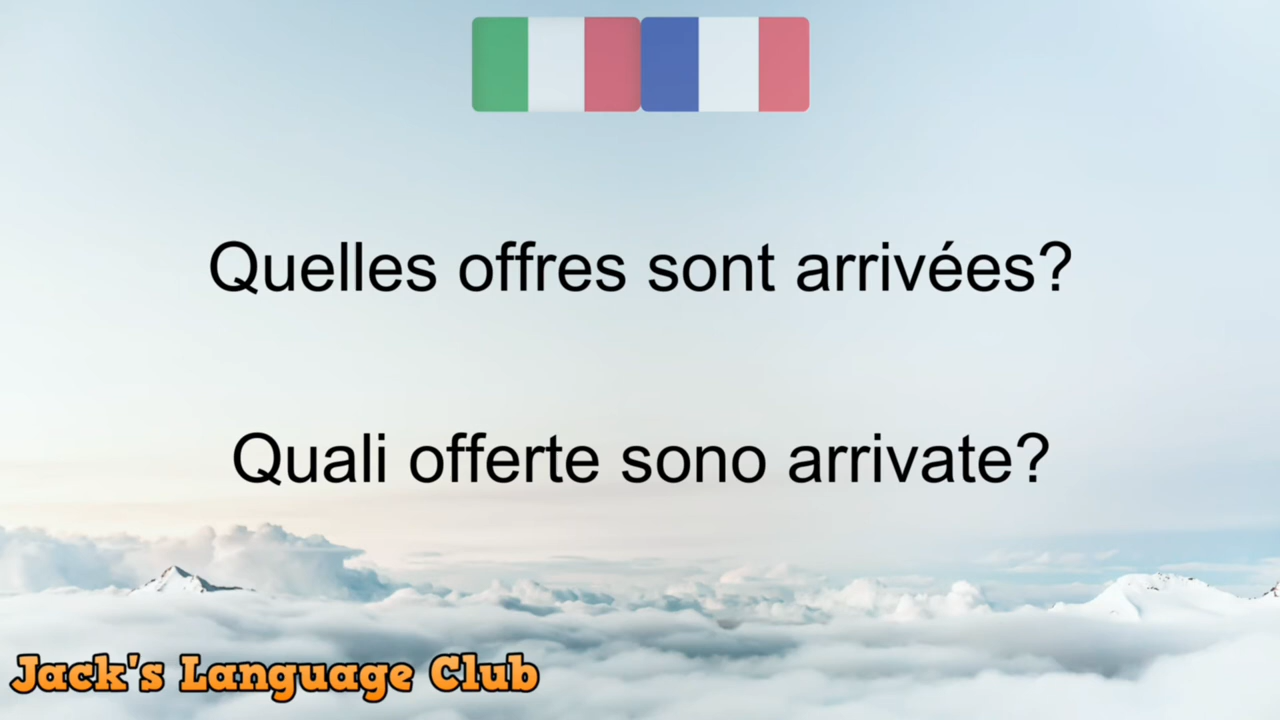 Quelles offres sont arrivées?
Quali offerte sono arrivate?
Jack's Language Club